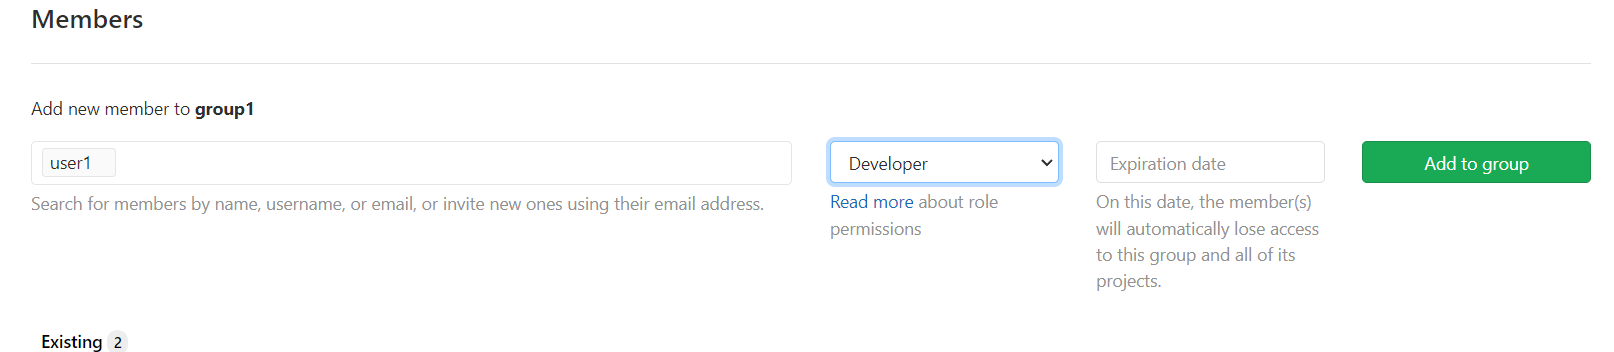 Members
Add new member to group1
user1
Developer
Expiration date
Add to group
Search for members by name, username, or email, or invite new ones using their email address.
Read more about role
permissions
On this date, the member(s)
will automatically lose access
to this group and all of its
projects.
Existing 2